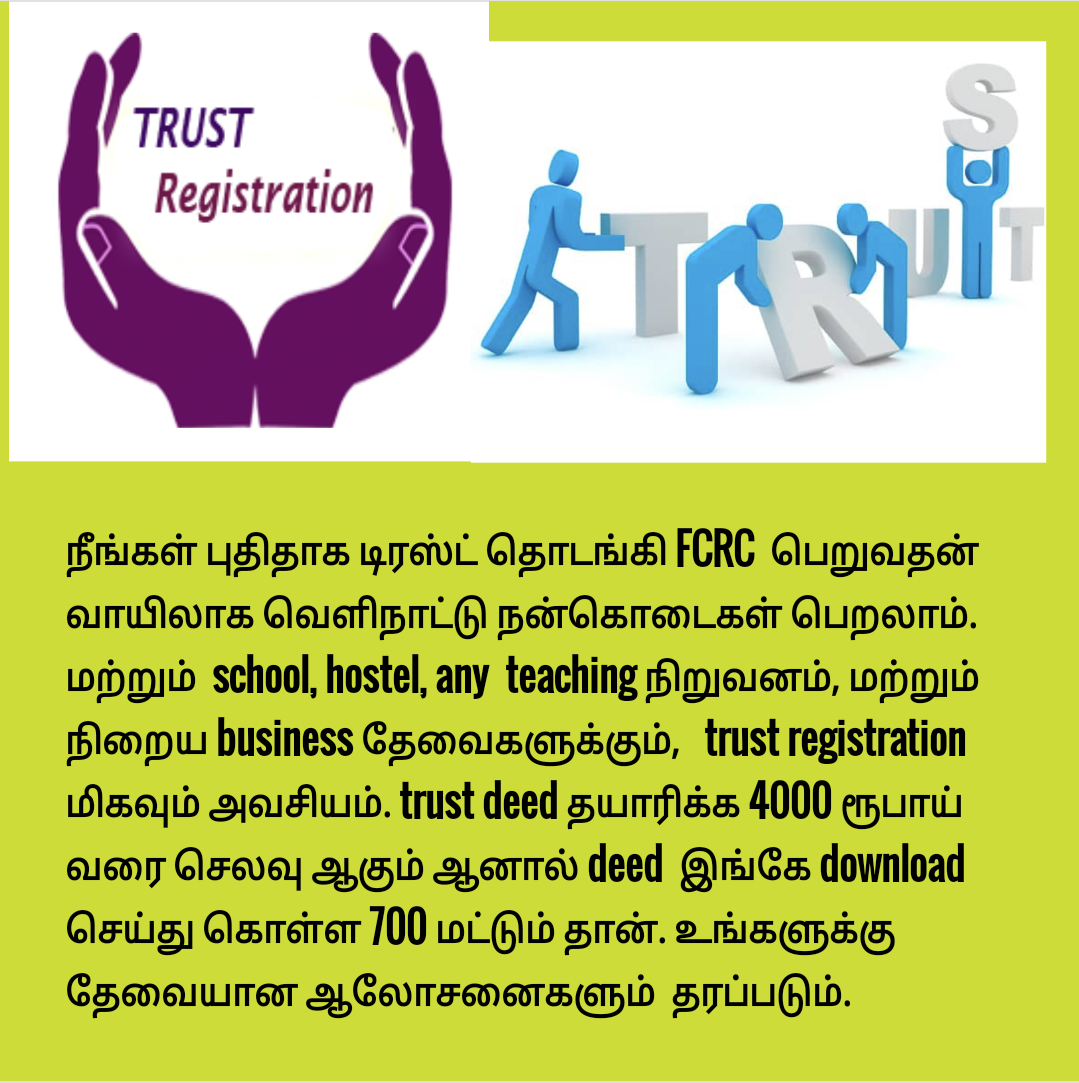 TRUST
Registration
TRUST
நீங்கள் புதிதாக டிரஸ்ட் தொடங்கி FCRC பெறுவதன்
வாயிலாக வெளிநாட்டு நன்கொடைகள் பெறலாம்.
மற்றும் school, hostel, any teaching நிறுவனம், மற்றும்
நிறைய business தேவைகளுக்கும், trust registration
மிகவும் அவசியம். trust deed தயாரிக்க 4000 ரூபாய்
வரை செலவு ஆகும் ஆனால் deed இங்கே download
செய்து கொள்ள 700 மட்டும் தான். உங்களுக்கு
தேவையான ஆலோசனைகளும் தரப்படும்.